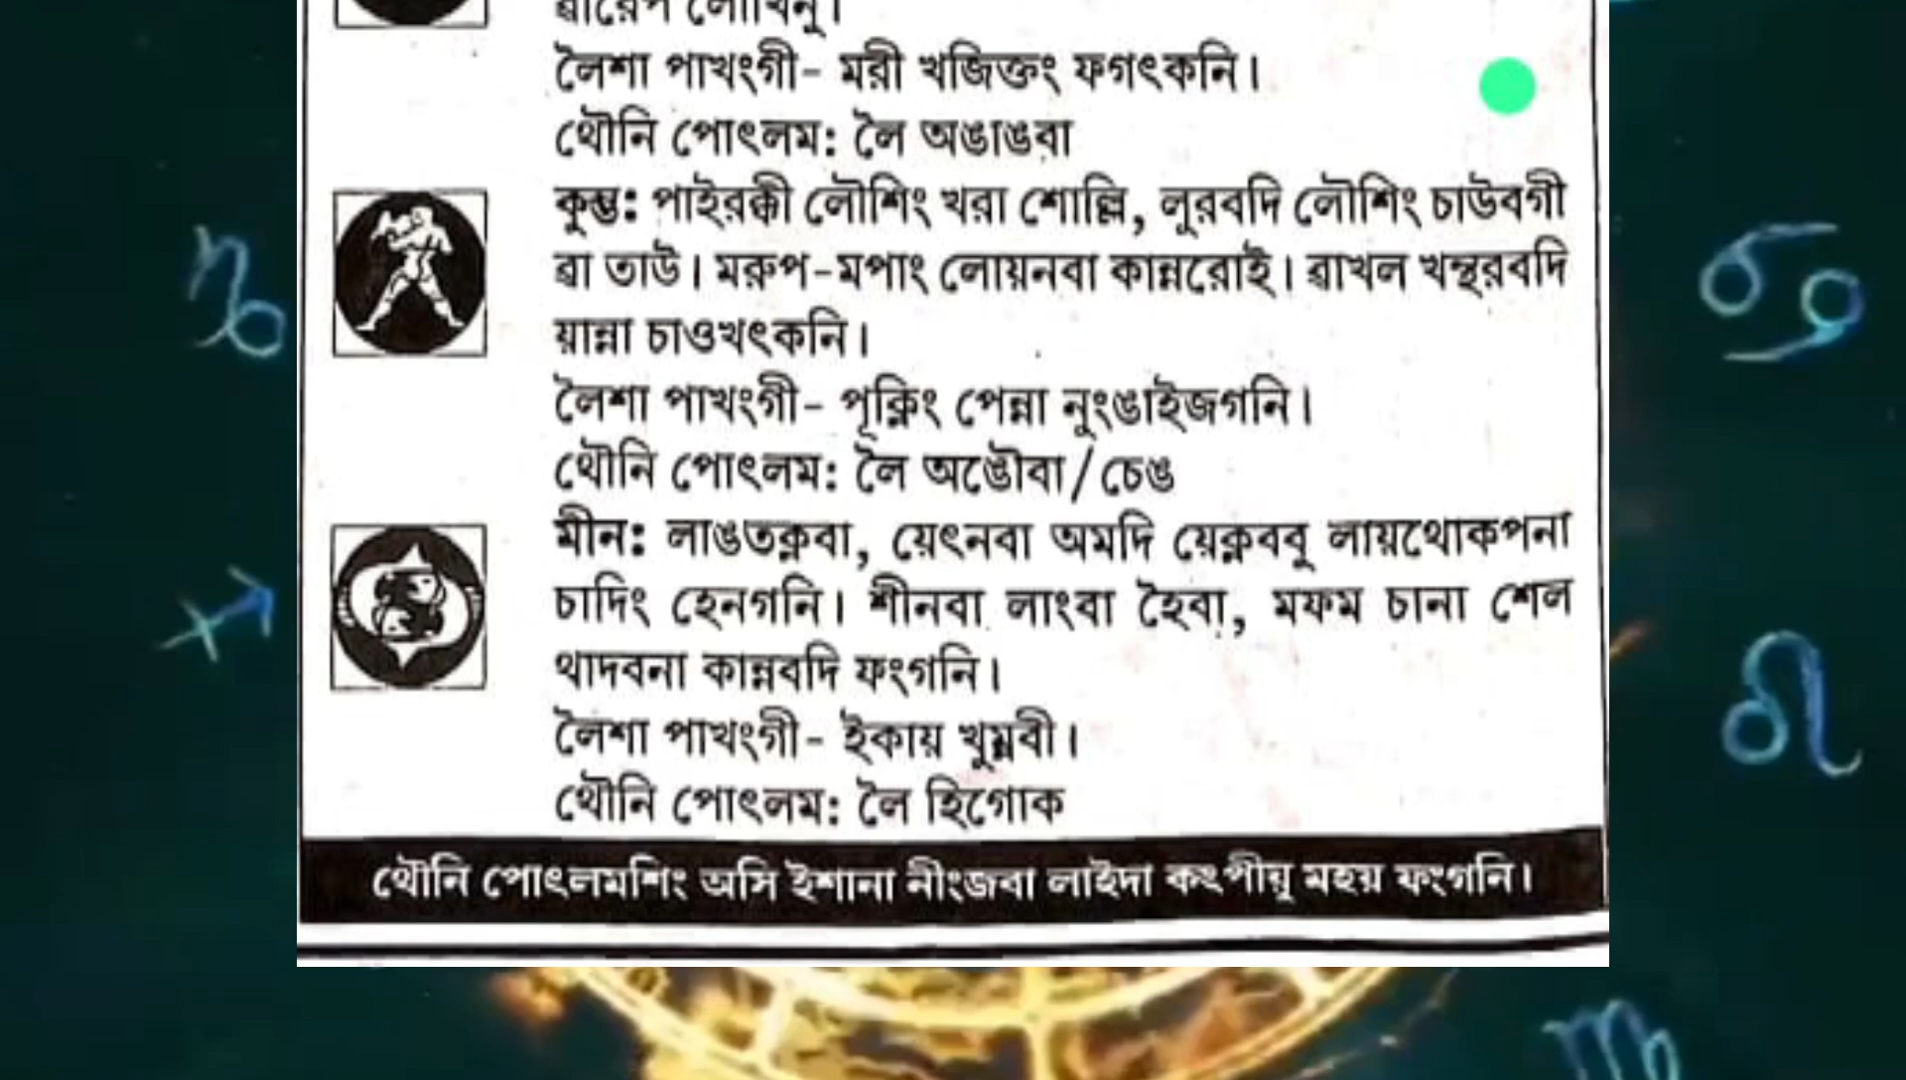 ৱারেপ লৌখিনু।
লৈশা পাখংগী- মরী খজিক্তং ফগৎকনি।
থৌনি পোৎলম: লৈ অঙাঙবা
কুম্ভ: পাইরক্কী লৌশিং খরা শোল্লি, লুরবদি লৌশিং চাউবগী
ৱা তাউ। মরুপ-মপাং লোয়নবা কান্নরোই। ৱাখল খন্থরবদি
য়ান্না চাওখৎকনি।
লৈশা পাখংগী- পুক্নিং পেন্না নুংঙাইজগনি।
থৌনি পোৎলম: লৈ অঙৌবা/চেঙ
মীন: লাঙতক্নবা, য়েৎনবা অমদি য়েক্নববু লায়থোকপনা
চাদিং হেনগনি। শীনবা লাংবা হৈবা, মফম চানা শেল
থাদবনা কান্নবদি ফংগনি।
লৈশা পাখংগী- ইকায় খুম্নবী।
থৌনি পোৎলম: লৈ হিগোক
থৌনি পোৎলমশিং অসি ইশানা নীংজবা লাইদা কৎপীয়ু মহয় ফংগনি।